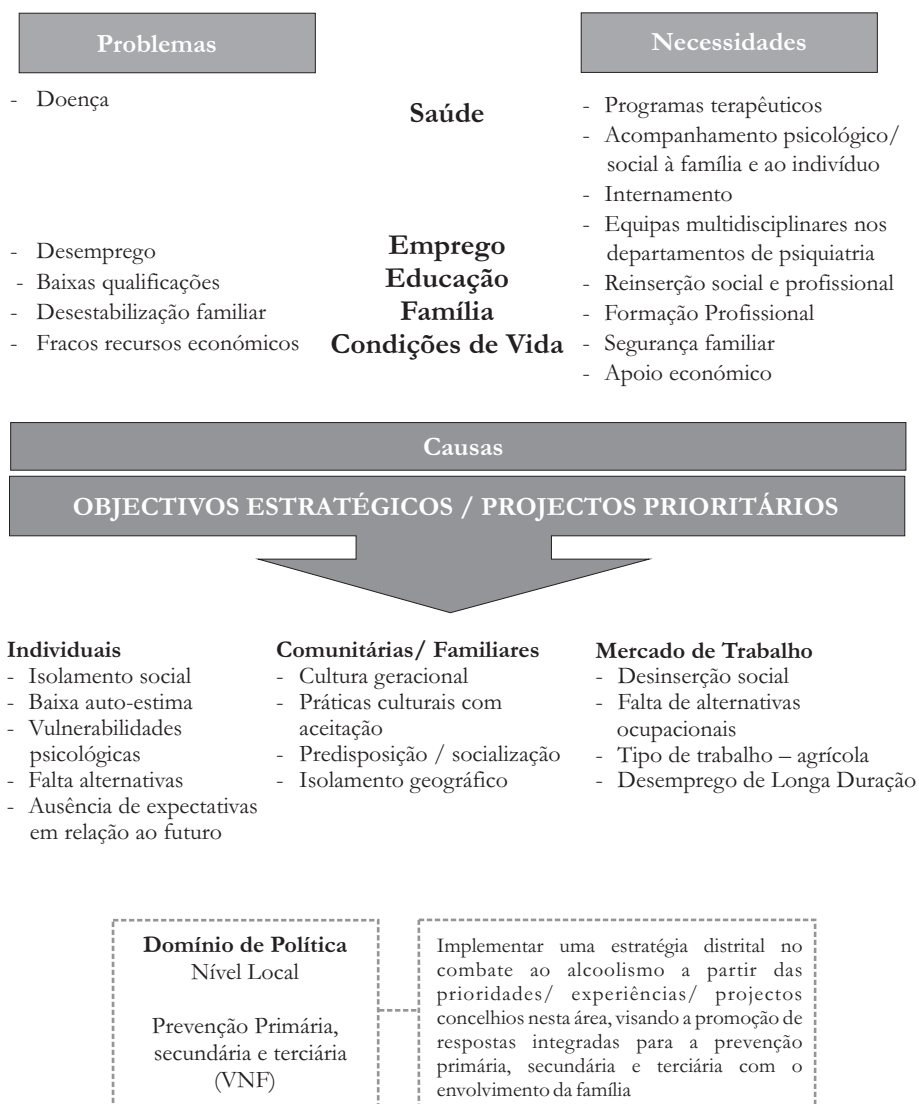 Problemas
Necessidades
- Doença
Saúde
- Programas terapêuticos
- Acompanhamento psicológico/
social à família e ao indivíduo
- Internamento
- Equipas multidisciplinares nos
departamentos de psiquiatria
- Reinserção social e profissional
- Formação Profissional
- Segurança familiar
- Apoio económico
- Desemprego
- Baixas qualificações
- Desestabilização familiar
- Fracos recursos económicos
Emprego
Educação
Família
Condições de Vida
Causas
OBJECTIVOS ESTRATÉGICOS / PROJECTOS PRIORITÁRIOS
Individuais
- Isolamento social
- Baixa auto-estima
- Vulnerabilidades
psicológicas
- Falta alternativas
- Ausência de expectativas
em relação ao futuro
Comunitárias/ Familiares
- Cultura geracional
- Práticas culturais com
aceitação
- Predisposição / socialização
- Isolamento geográfico
Mercado de Trabalho
- Desinserção social
- Falta de alternativas
ocupacionais
- Tipo de trabalho – agrícola
- Desemprego de Longa Duração
Domínio de Política
Nível Local
Prevenção Primária,
secundária e terciária
(VNF)
Implementar uma estratégia distrital no
combate ao alcoolismo a partir das
prioridades/ experiências/ projectos
concelhios nesta área, visando a promoção de
respostas integradas para a prevenção
primária, secundária e terciária com o
envolvimento da família